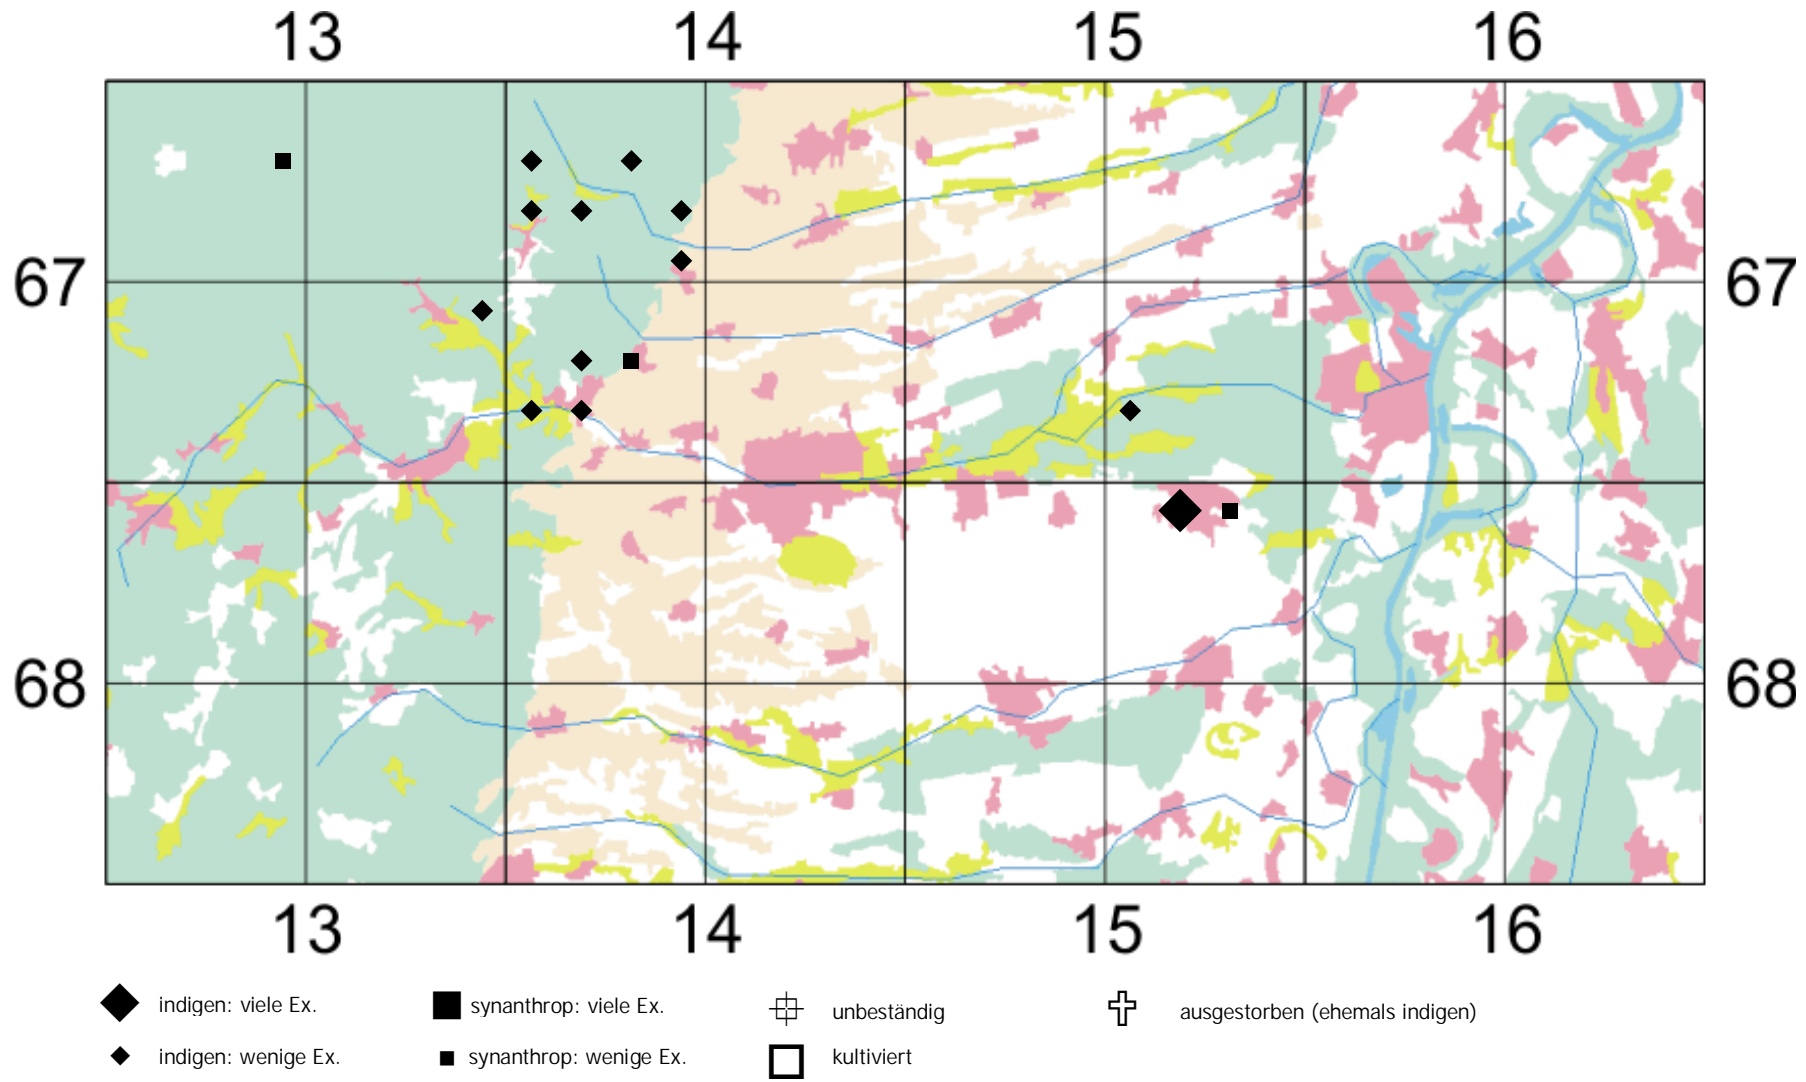 13 14 15 16
67 67
68 68
13 14 15 16
indigen: viele Ex. synanthrop: viele Ex. unbeständig ausgestorben (ehemals indigen)
indigen: wenige Ex. synanthrop: wenige Ex. kultiviert